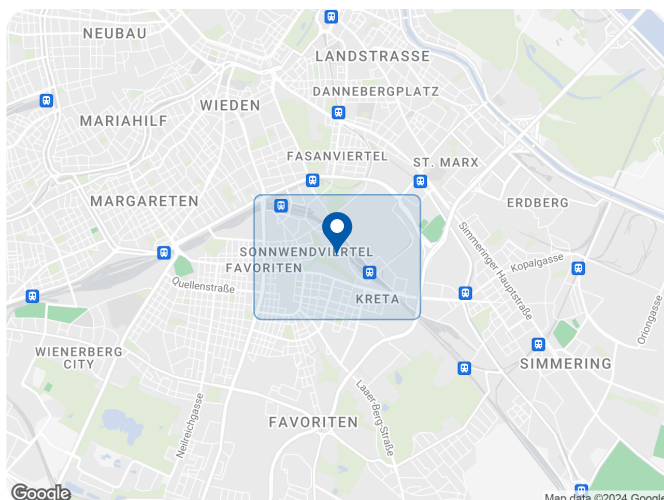 NEUBAU
LANDSTRASSE
DANNEBERGPLATZ
WIEDEN
MARIAHILF
FASANVIERTEL
ST. MARX
MARGARETEN
ERDBERG
SONNWENDVIERTEL
FAVORITEN
Simmeringer Hauptstraße
Kopalgasse
Quellenstraße
KRETA
Oriongasse
WIENERBERG
CITY
SIMMERING
Neilreichgasse
Laaer-Berg-Straße
FAVORITEN
Google
Map data ©2024 Google